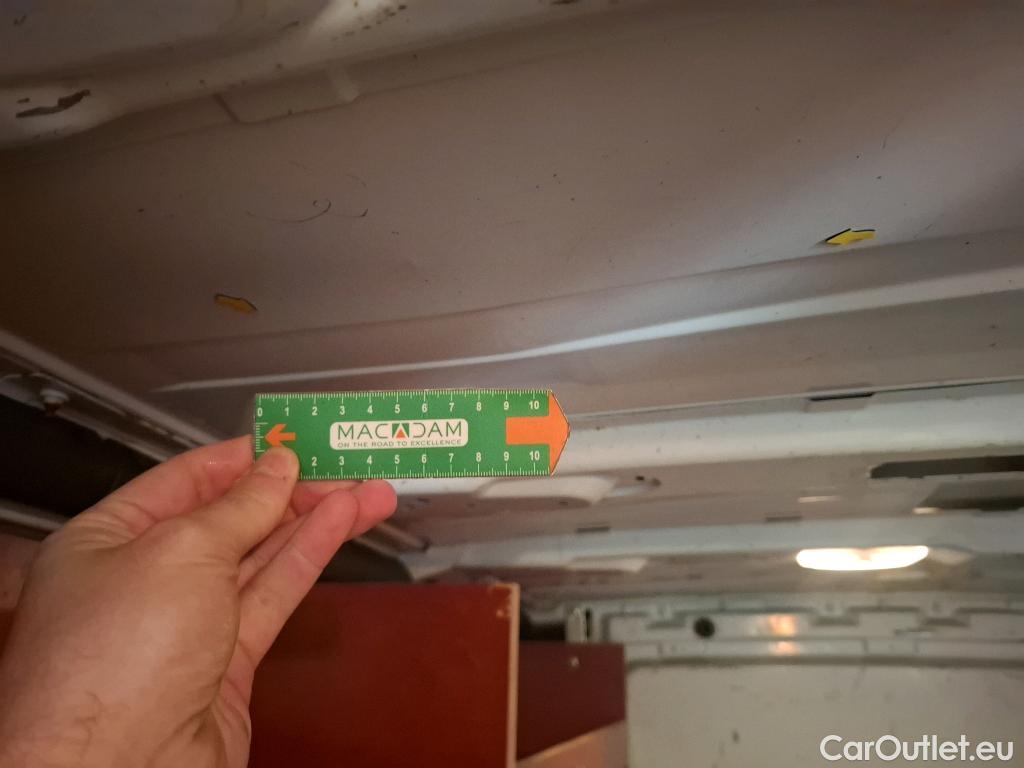 0 1 2 3 4 5 6 7 8 9 10
MACADAM
ON THE ROAD TO EXCELLENCE
2 3 4 5 6 7 8 9 10
CarOutlet.eu